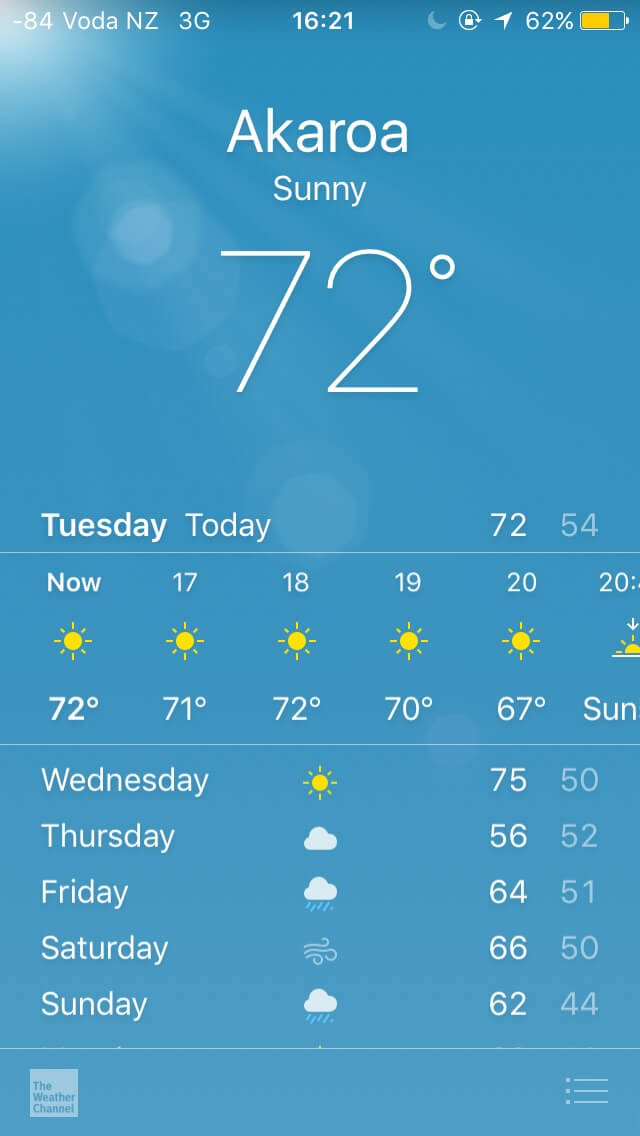 -84 Voda NZ 3G 16:21 62%
Akaroa
Sunny
72°
Tuesday Today 72 54
Now 17 18 19 20 20:
72° 71° 72° 70° 67° Sun
Wednesday 75 50
Thursday 56 52
Friday 64 51
Saturday 66 50
Sunday 62 44
The
Weather
Channel